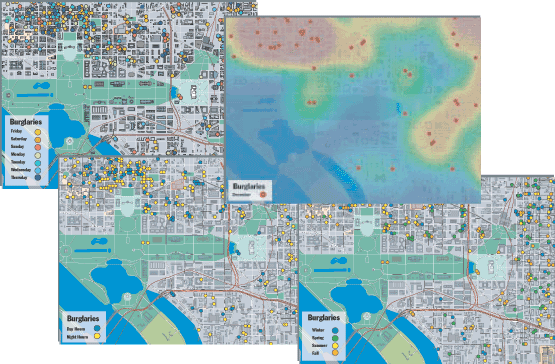 Burglaries
Friday
Saturday
Sunday
Monday
Tuesday
Wednesday
Thursday
Burglaries
December
Burglaries
Day Hours
Night Hours
Burglaries
Winter
Spring
Summer
Fall